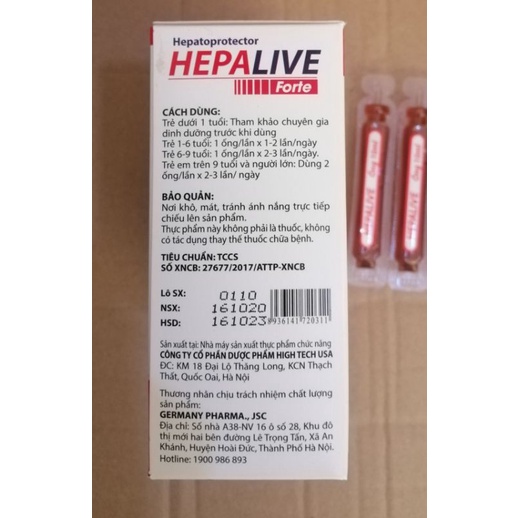 Hepatoprotector
HEPALIVE
Forte
CÁCH DÙNG:
Trẻ dưới 1 tuổi: Tham khảo chuyên gia
dinh dưỡng trước khi dùng
Trẻ 1-6 tuổi: 1 ống/lần x 1-2 lần/ngày
Trẻ 6-9 tuổi: 1 ống/lần x 2-3 lần/ngày.
Trẻ em trên 9 tuổi và người lớn: Dùng 2
ống/lần x 2-3 lần/ ngày
BẢO QUẢN:
Nơi khô, mát, tránh ánh nắng trực tiếp
chiếu lên sản phẩm.
Thực phẩm này không phải là thuốc, không
có tác dụng thay thế thuốc chữa bệnh.
TIÊU CHUẨN: TCCS
SỐ XNCB: 27677/2017/ATTP-XNCB
Lô SX: 0110
NSX: 161020
HSD: 161023
8936141720311
Sản xuất tại: Nhà máy sản xuất thực phẩm chức năng
CÔNG TY CỔ PHẦN DƯỢC PHẨM HIGH TECH USA
ĐC: KM 18 Đại Lộ Thăng Long, KCN Thạch
Thất, Quốc Oai, Hà Nội
Thương nhân chịu trách nhiệm chất lượng
sản phẩm:
GERMANY PHARMA., JSC
Địa chỉ: Số nhà A38-NV 16 ô số 28, Khu đô
thị mới hai bên đường Lê Trọng Tấn, Xã An
Khánh, Huyện Hoài Đức, Thành Phố Hà Nội.
Hotline: 1900 986 893
HEPALIVE
HEPALIVE